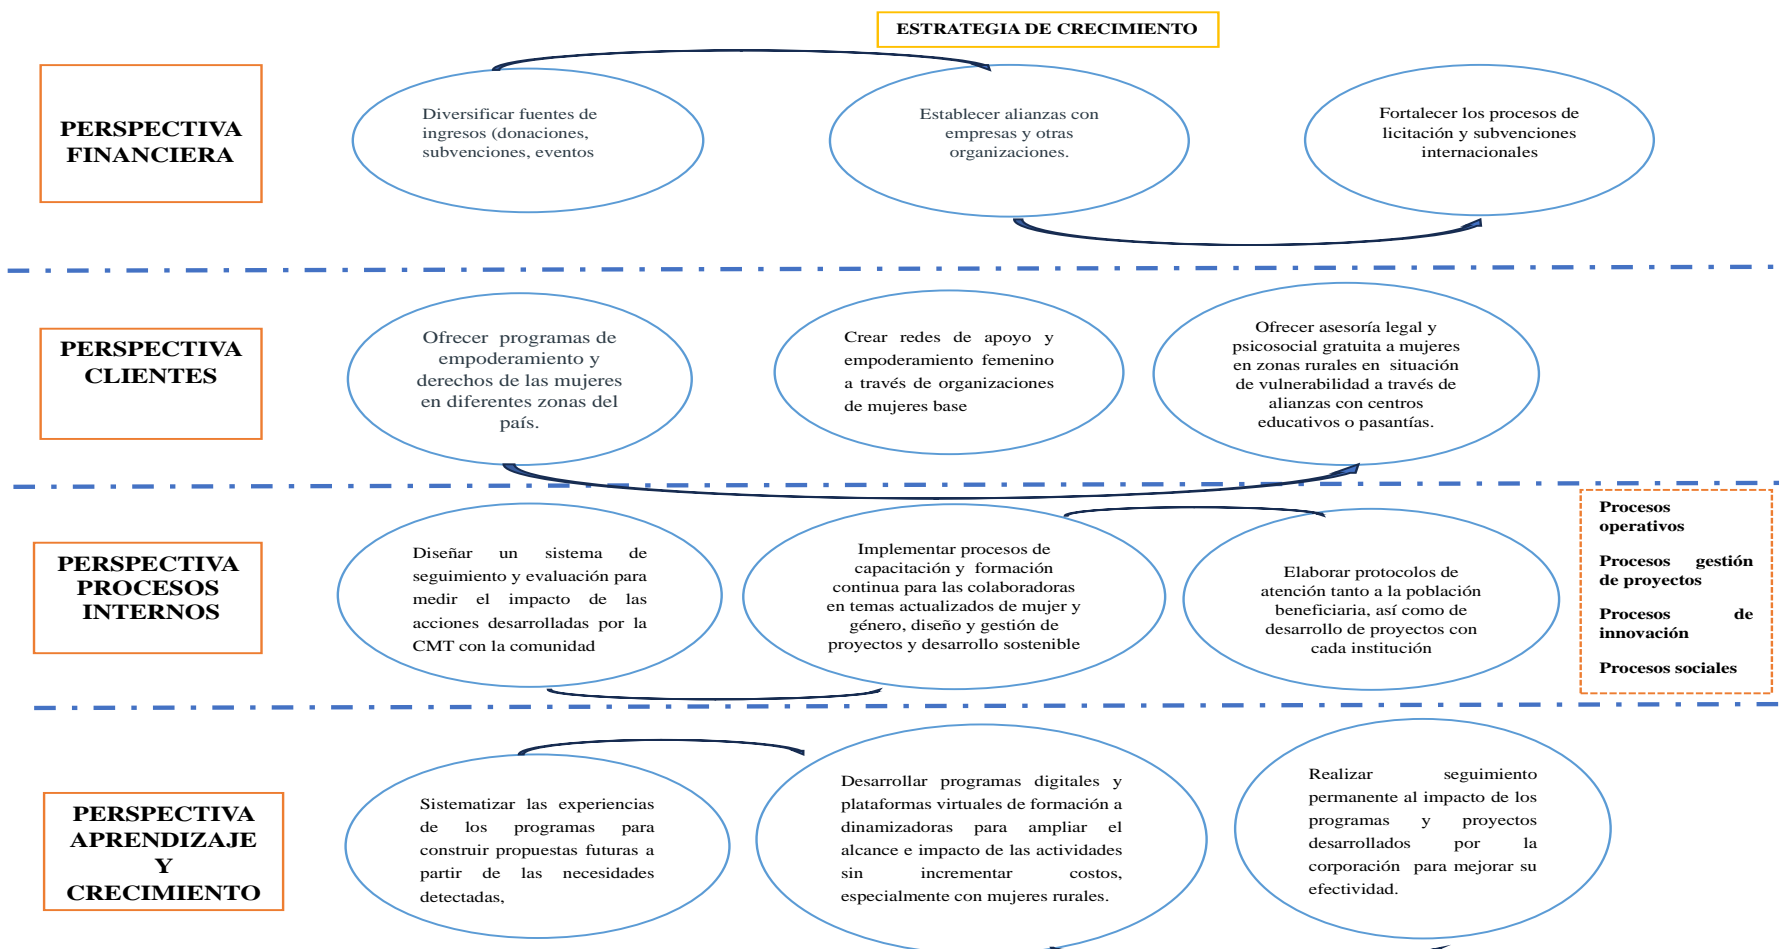 ESTRATEGIA DE CRECIMIENTO
PERSPECTIVA
FINANCIERA
Diversificar fuentes de
ingresos (donaciones,
subvenciones, eventos
Establecer alianzas con
empresas y otras
organizaciones.
Fortalecer los procesos de
licitación y subvenciones
internacionales
PERSPECTIVA
CLIENTES
Ofrecer programas de
empoderamiento y
derechos de las mujeres
en diferentes zonas del
país.
Crear redes de apoyo y
empoderamiento femenino
a través de organizaciones
de mujeres base
Ofrecer asesoría legal y
psicosocial gratuita a mujeres
en zonas rurales en situación
de vulnerabilidad a través de
alianzas con centros
educativos o pasantías.
PERSPECTIVA
PROCESOS
INTERNOS
Diseñar un sistema de
seguimiento y evaluación para
medir el impacto de las
acciones desarrolladas por la
CMT con la comunidad
Implementar procesos de
capacitación y formación
continua para las colaboradoras
en temas actualizados de mujer y
género, diseño y gestión de
proyectos y desarrollo sostenible
Elaborar protocolos de
atención tanto a la población
beneficiaria, así como de
desarrollo de proyectos con
cada institución
Procesos
operativos
Procesos gestión
de proyectos
Procesos de
innovación
Procesos sociales
PERSPECTIVA
APRENDIZAJE
Y
CRECIMIENTO
Sistematizar las experiencias
de los programas para
construir propuestas futuras a
partir de las necesidades
detectadas,
Desarrollar programas digitales y
plataformas virtuales de formación a
dinamizadoras para ampliar el
alcance e impacto de las actividades
sin incrementar costos,
especialmente con mujeres rurales.
Realizar seguimiento
permanente al impacto de los
programas y proyectos
desarrollados por la
corporación para mejorar su
efectividad.